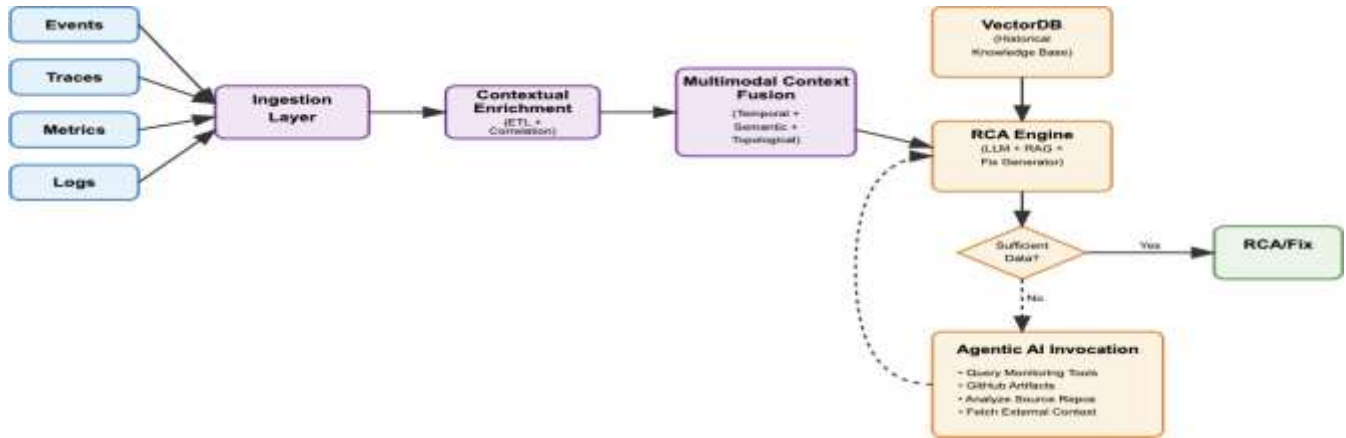 Events
Traces
Metrics
Logs
Ingestion
Layer
Contextual
Enrichment
(ETL +
Correlation)
Multimodal Context
Fusion
(Temporal +
Semantic +
Topological)
VectorDB
(Historical
Knowledge Base)
RCA Engine
(LLM + RAG +
Fix Generator)
Sufficient
Data?
Yes
RCA/Fix
No
Agentic AI Invocation
• Query Monitoring Tools
• GitHub Artifacts
• Analyze Source Repos
• Fetch External Context